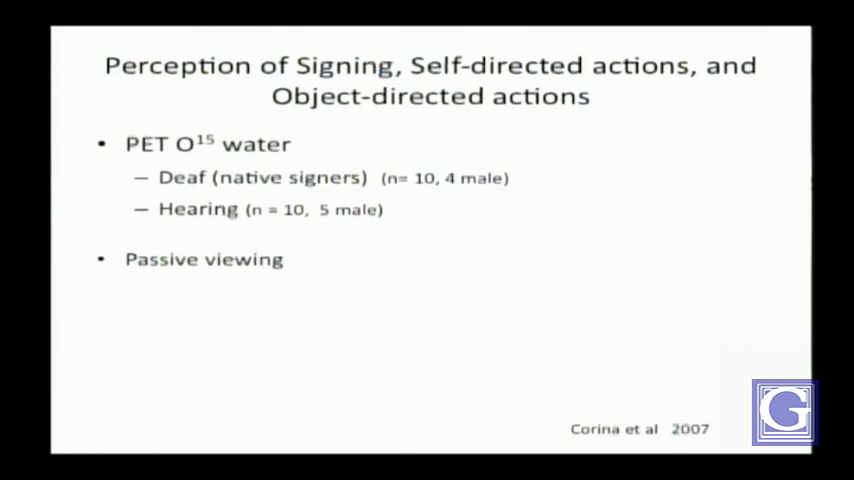 Perception of Signing, Self-directed actions, and
Object-directed actions
• PET O¹⁵ water
– Deaf (native signers) (n= 10, 4 male)
– Hearing (n = 10, 5 male)
• Passive viewing
Corina et al 2007
G